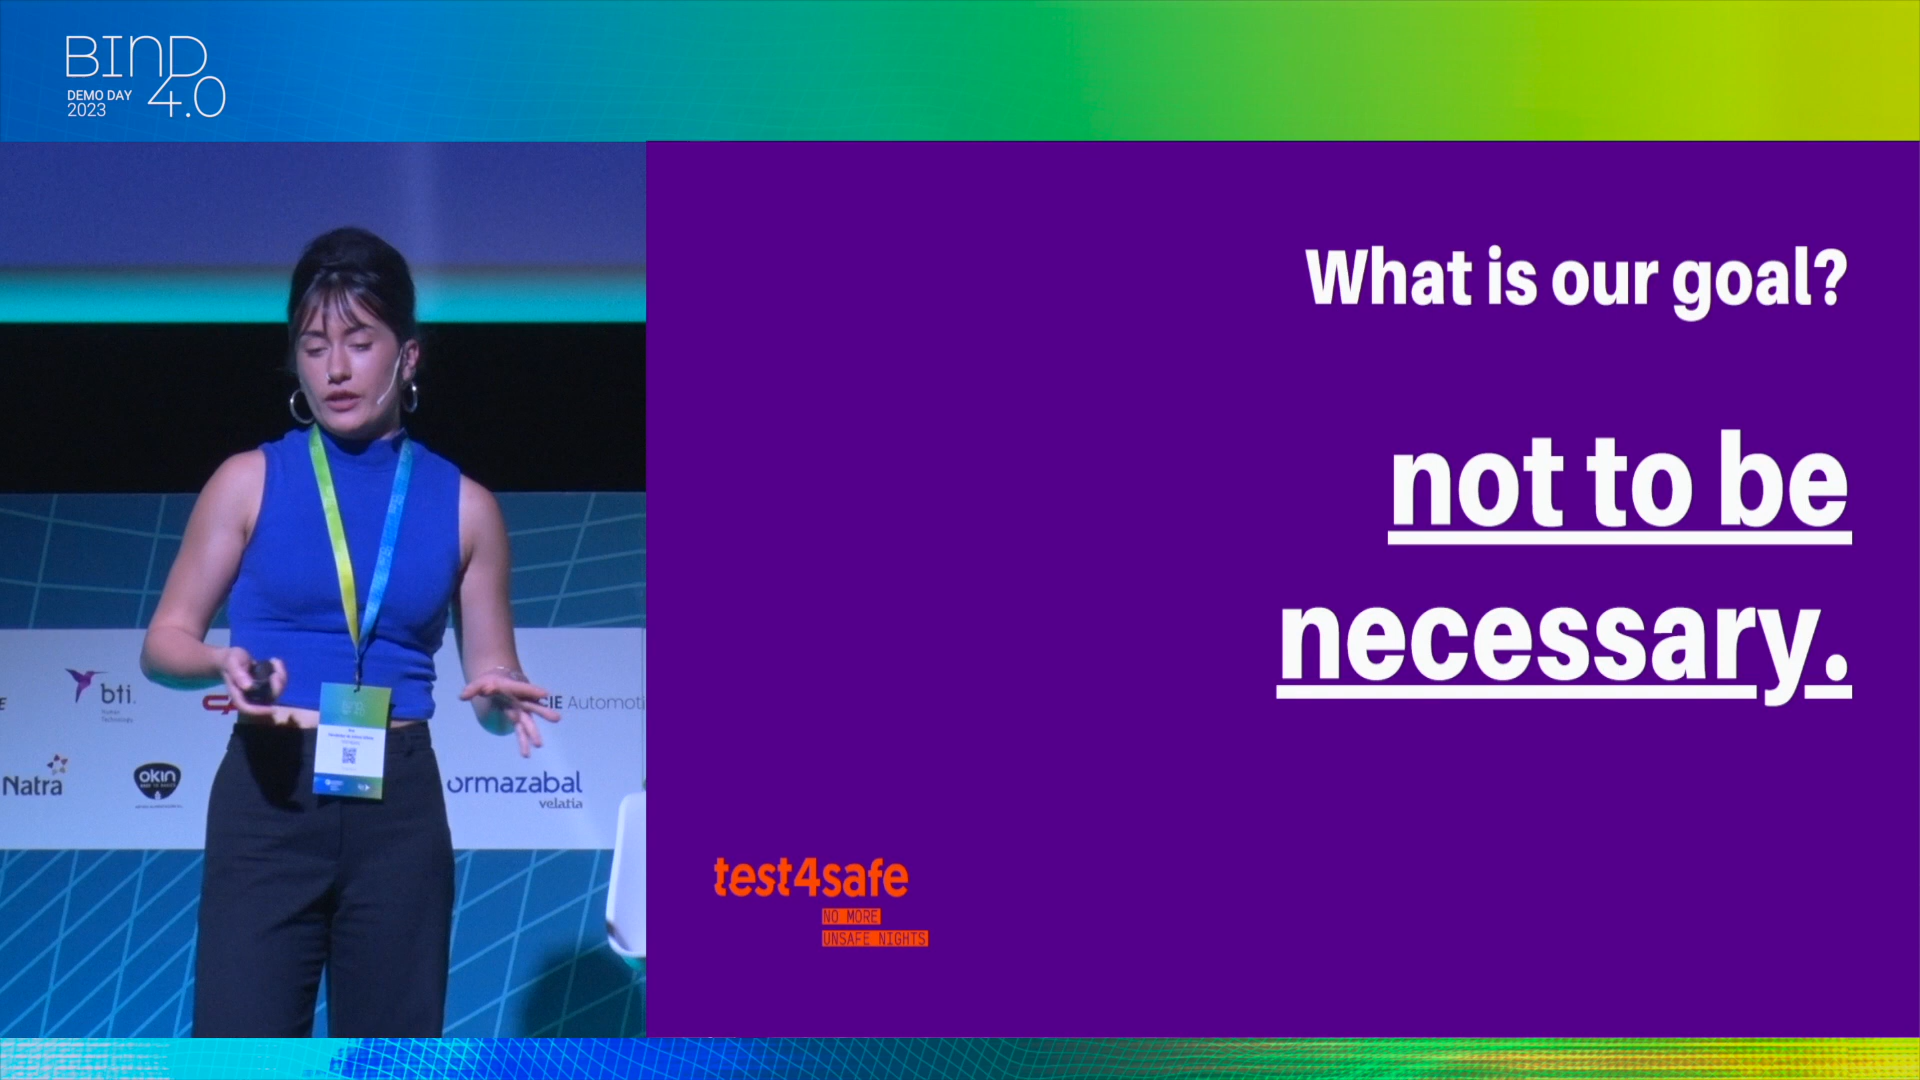 BIND
DEMO DAY
2023
4.0
What is our goal?
not to be
necessary.
test4safe
NO MORE
UNSAFE NIGHTS
bti.
CIE Automoti
Natra
okin
ormazabal
velatia